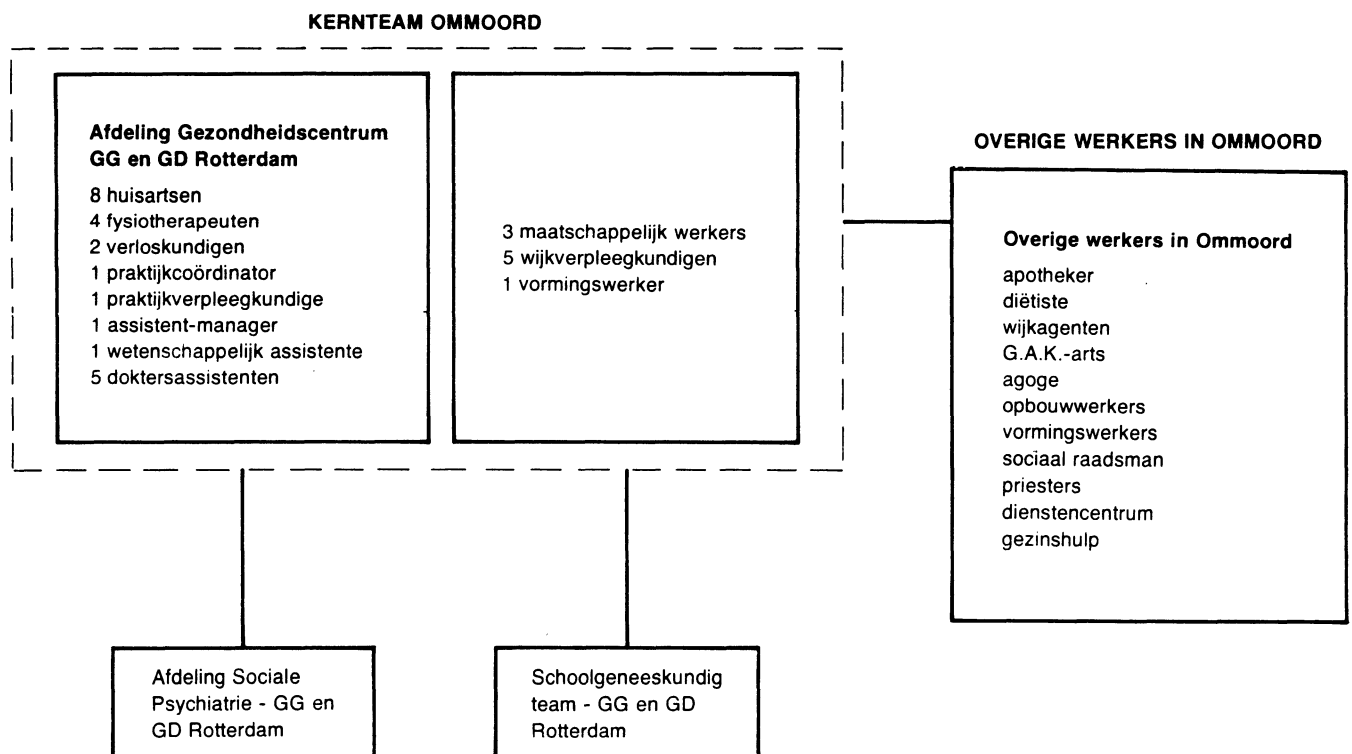 KERNTEAM OMMOORD
Afdeling Gezondheidscentrum
GG en GD Rotterdam
8 huisartsen
4 fysiotherapeuten
2 verloskundigen
1 praktijkcoördinator
1 praktijkverpleegkundige
1 assistent-manager
1 wetenschappelijk assistente
5 doktersassistenten
3 maatschappelijk werkers
5 wijkverpleegkundigen
1 vormingswerker
OVERIGE WERKERS IN OMMOORD
Overige werkers in Ommoord
apotheker
diëtiste
wijkagenten
G.A.K.-arts
agoge
opbouwwerkers
vormingswerkers
sociaal raadsman
priesters
dienstencentrum
gezinshulp
Afdeling Sociale
Psychiatrie - GG en
GD Rotterdam
Schoolgeneeskundig
team - GG en GD
Rotterdam